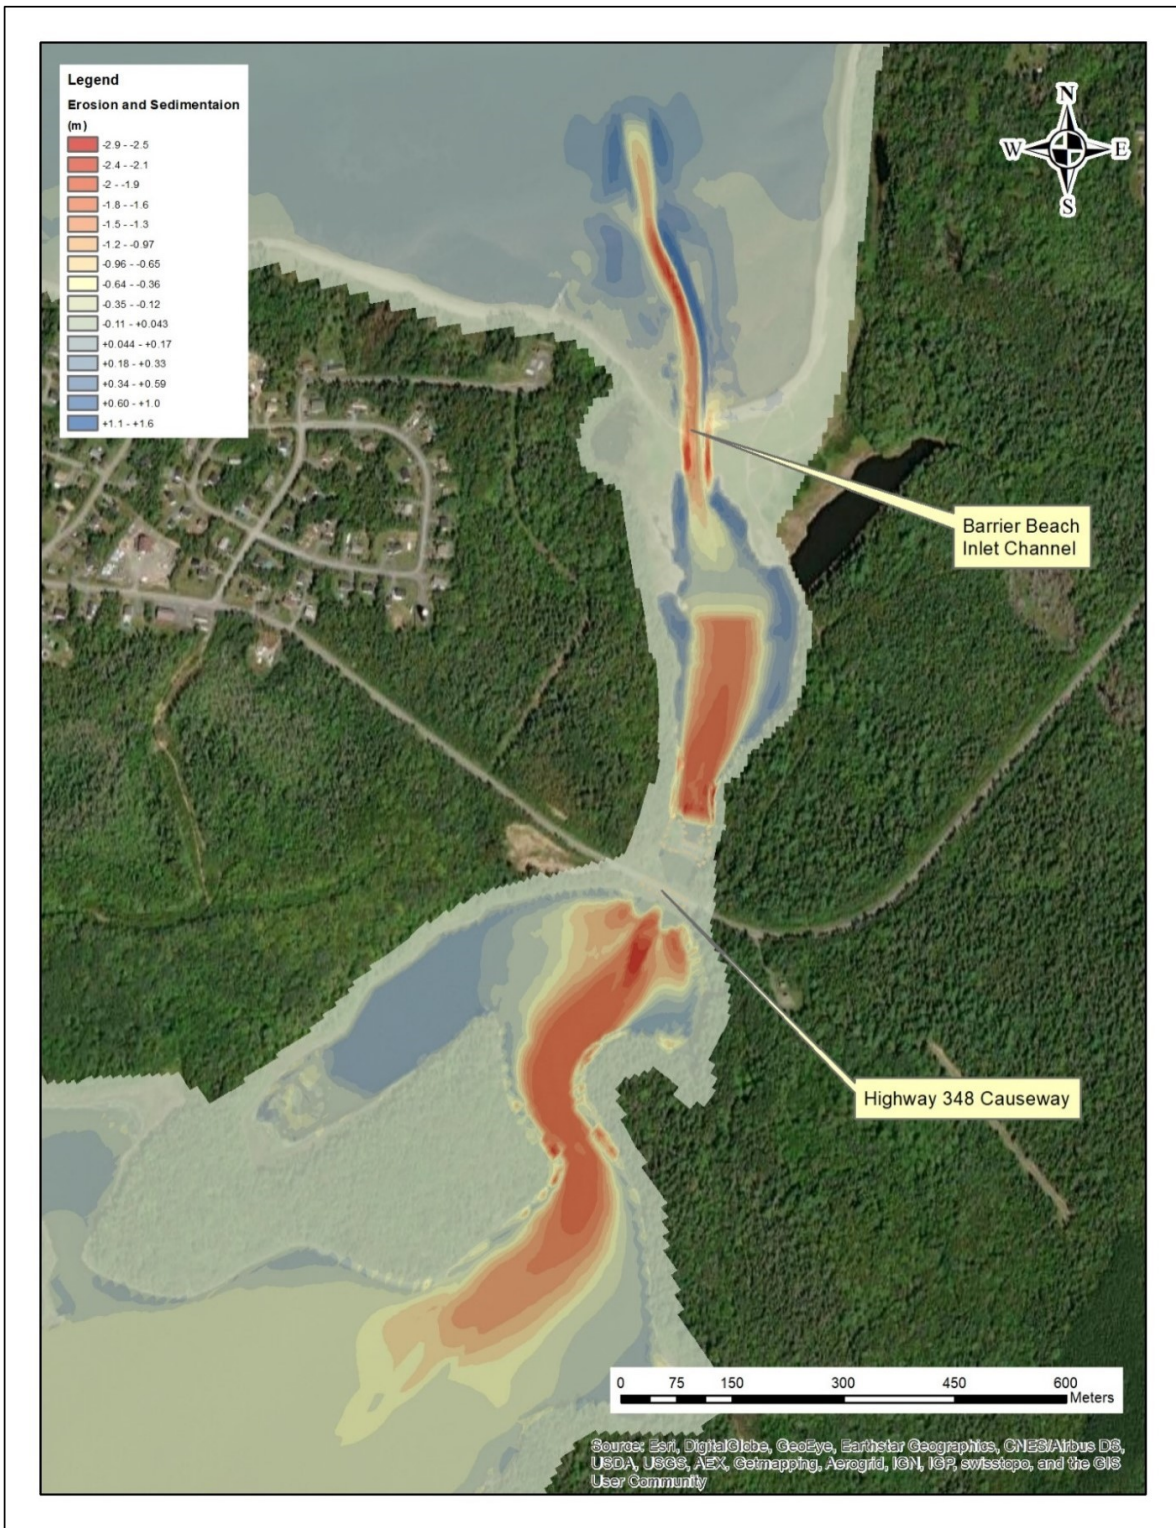 Legend
Erosion and Sedimentaion
(m)
-2.9 - -2.5
-2.4 - -2.1
-2 - -1.9
-1.8 - -1.6
-1.5 - -1.3
-1.2 - -0.97
-0.96 - -0.65
-0.64 - -0.36
-0.35 - -0.12
-0.11 - +0.043
+0.044 - +0.17
+0.18 - +0.33
+0.34 - +0.59
+0.60 - +1.0
+1.1 - +1.6
N
W E
S
Barrier Beach
Inlet Channel
Highway 348 Causeway
0 75 150 300 450 600
Meters
Source: Esri, DigitalGlobe, GeoEye, Earthstar Geographics, CNES/Airbus DS,
USDA, USGS, AEX, Getmapping, Aerogrid, IGN, IGP, swisstopo, and the GIS
User Community